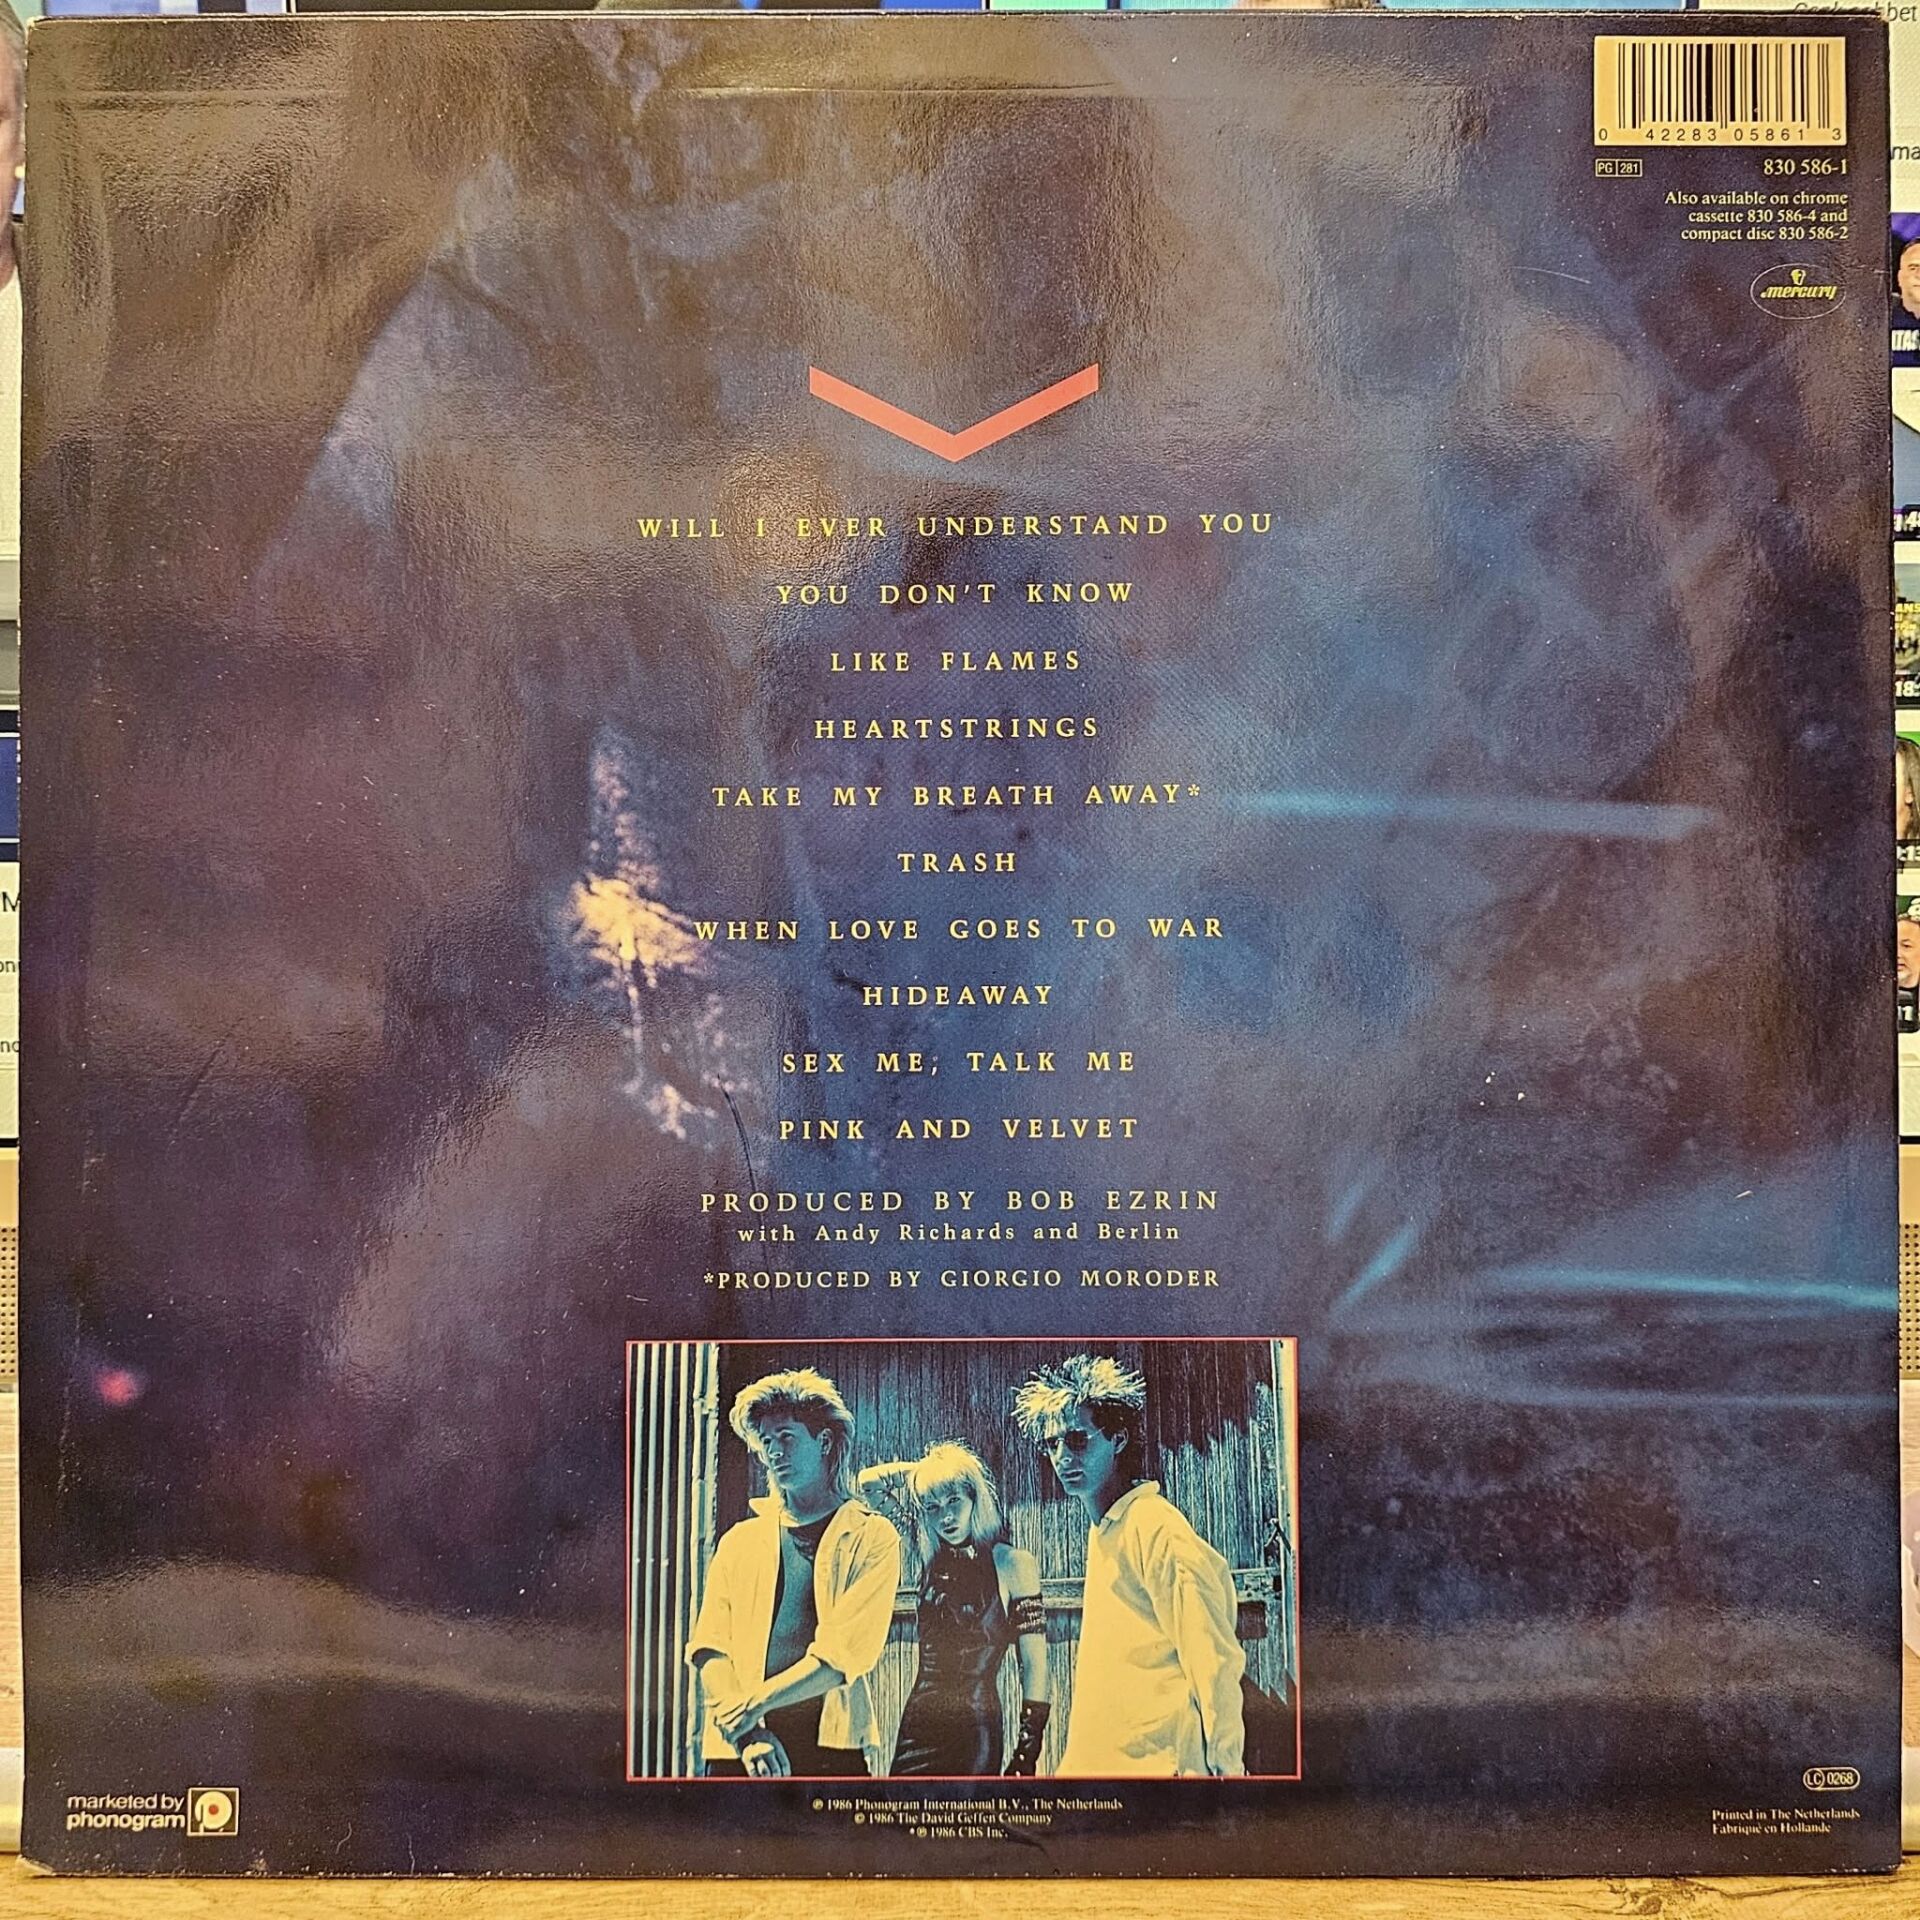 0 42283 05861 3
PG 281
830 586-1
Also available on chrome
cassette 830 586-4 and
compact disc 830 586-2
mercury
WILL I EVER UNDERSTAND YOU
YOU DON'T KNOW
LIKE FLAMES
HEARTSTRINGS
TAKE MY BREATH AWAY*
TRASH
WHEN LOVE GOES TO WAR
HIDEAWAY
SEX ME, TALK ME
PINK AND VELVET
PRODUCED BY BOB EZRIN
with Andy Richards and Berlin
*PRODUCED BY GIORGIO MORODER
marketed by
phonogram
℗ 1986 Phonogram International B.V., The Netherlands
© 1986 The David Geffen Company
*℗ 1986 CBS Inc.
LC 0268
Printed in The Netherlands
Fabriqué en Hollande